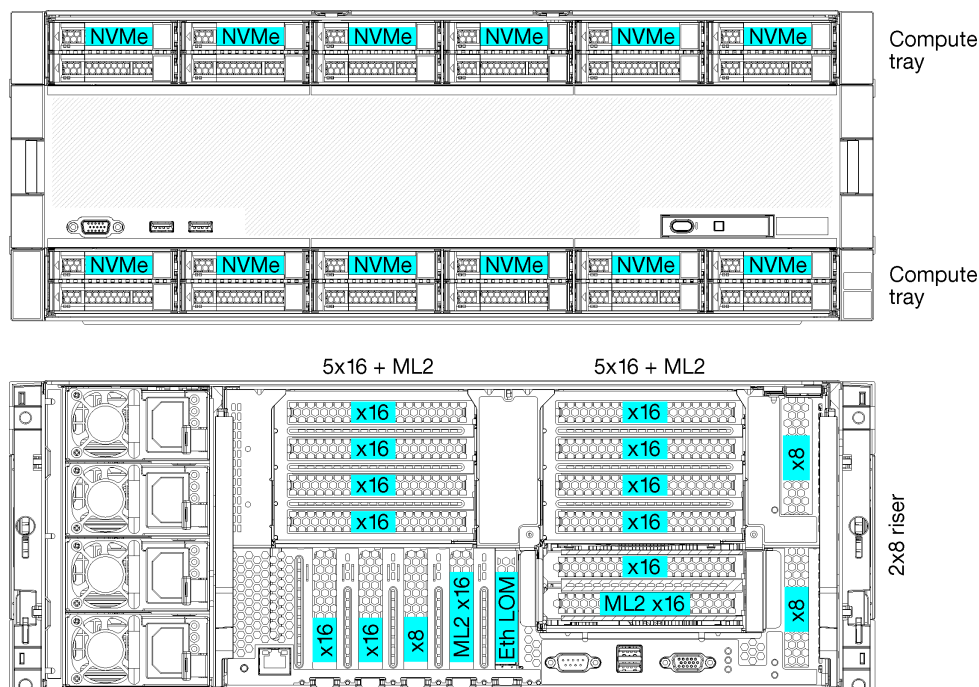 NVMe NVMe NVMe NVMe NVMe NVMe
Compute
tray
NVMe NVMe NVMe NVMe NVMe NVMe
Compute
tray
5x16 + ML2
5x16 + ML2
x16
x16
x16
x16
x16
x16
x16
x16
x16
ML2 x16
x8
x8
2x8 riser
x16
x16
x8
ML2 x16
Eth LOM